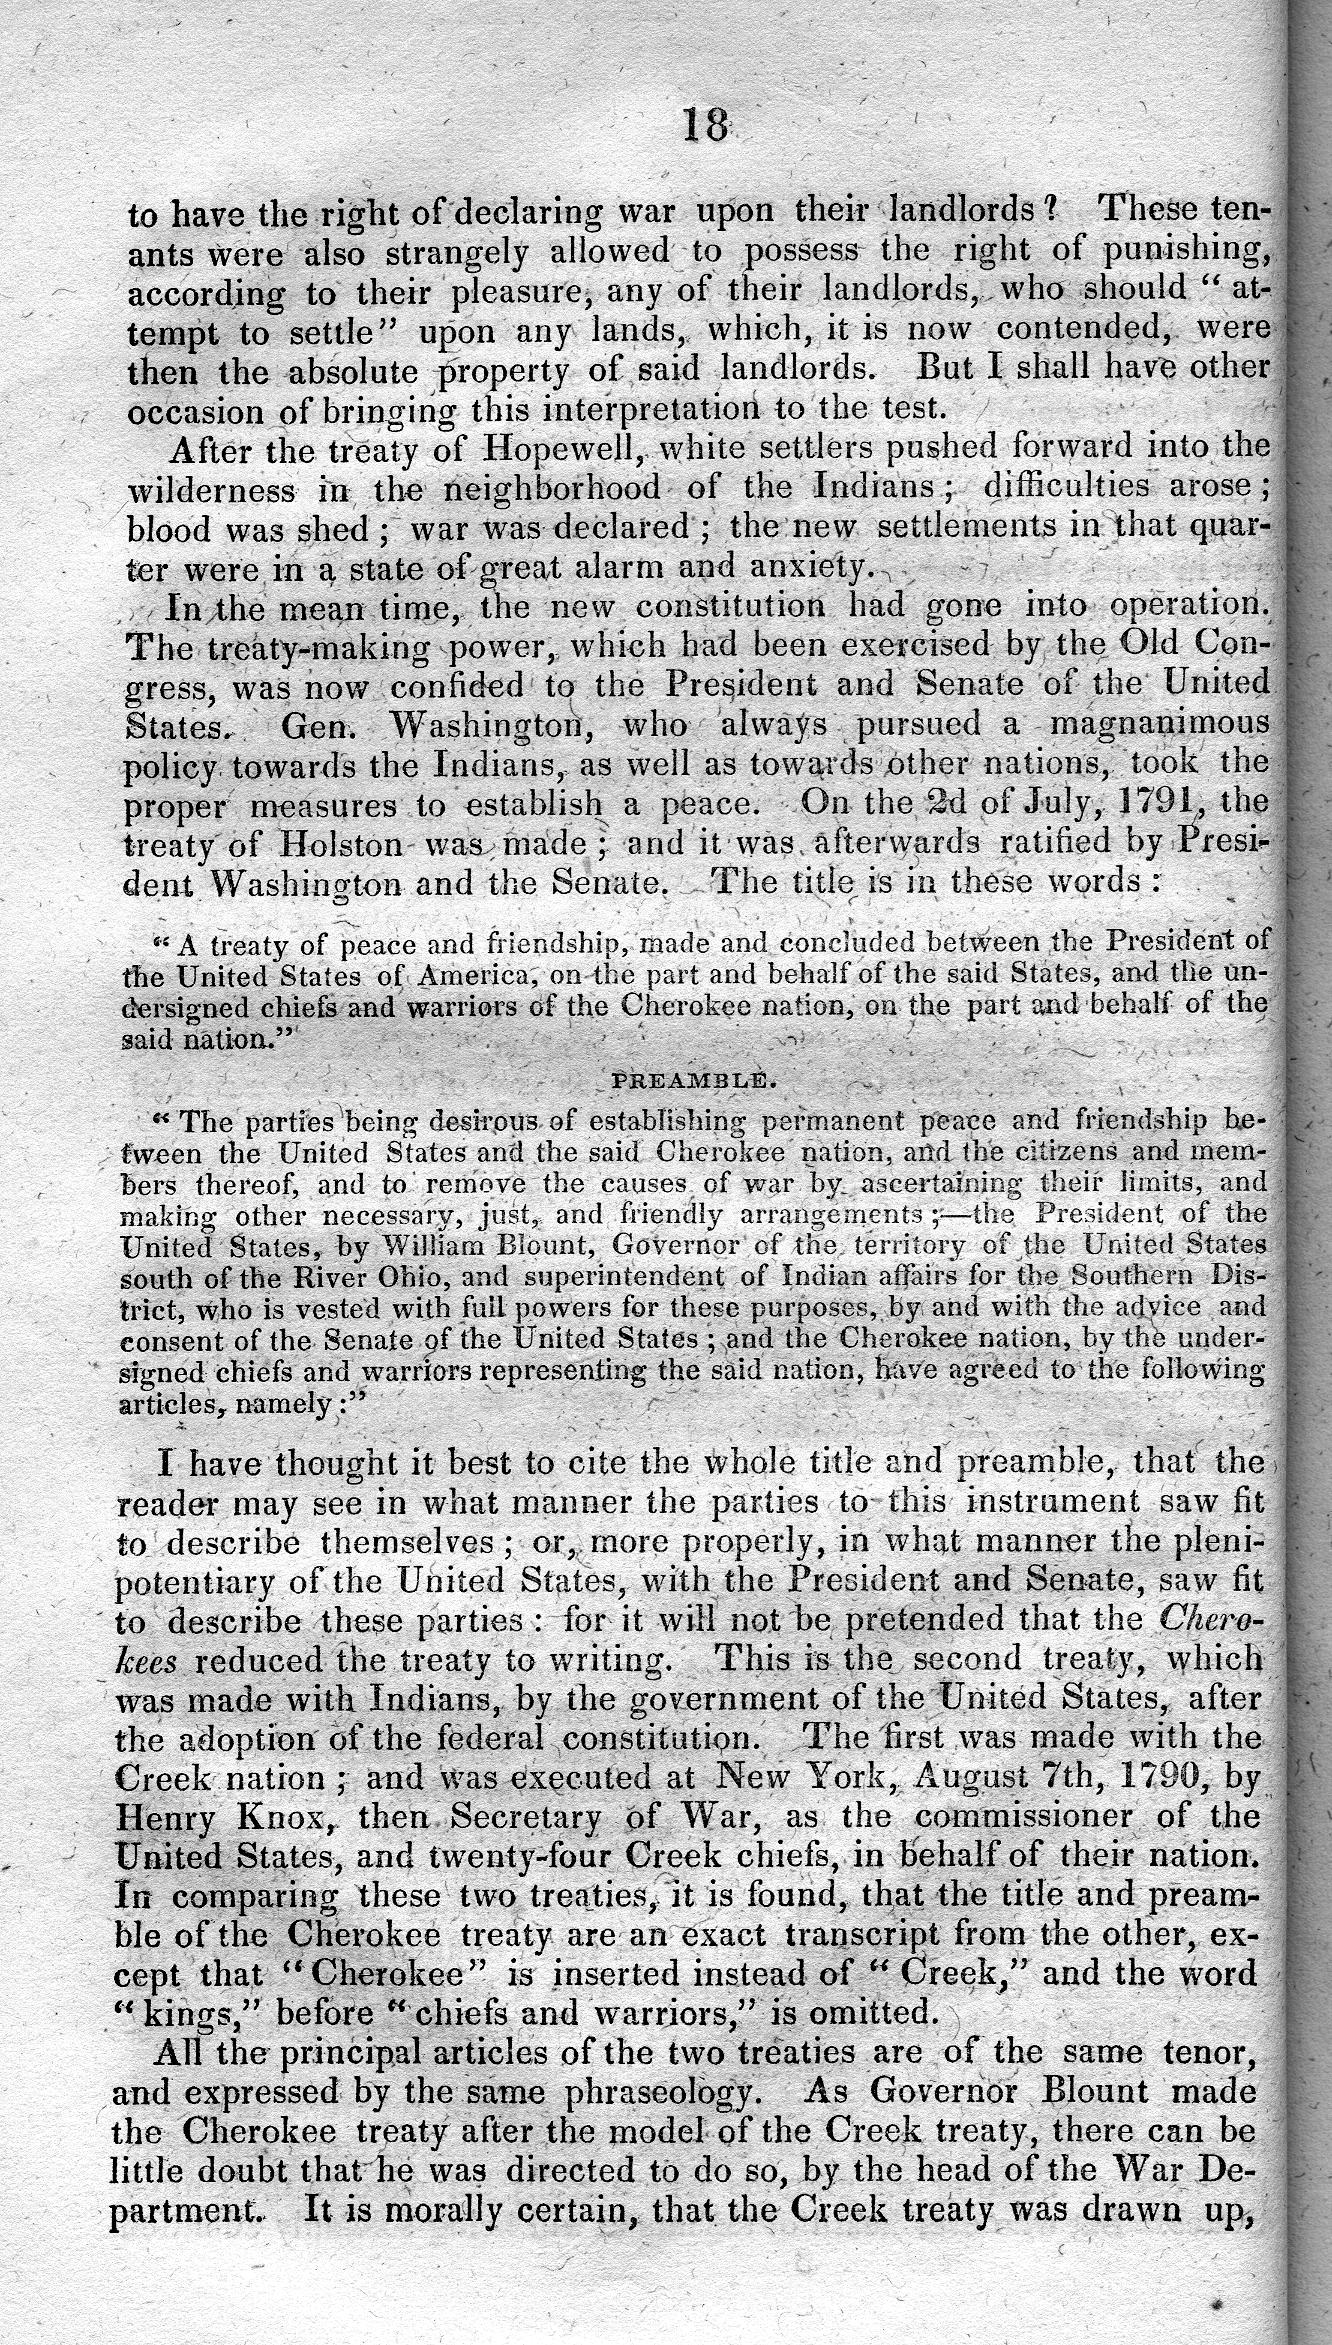 18
to have the right of declaring war upon their landlords? These ten-
ants were also strangely allowed to possess the right of punishing,
according to their pleasure, any of their landlords, who should "at-
tempt to settle" upon any lands, which, it is now contended, were
then the absolute property of said landlords. But I shall have other
occasion of bringing this interpretation to the test.
After the treaty of Hopewell, white settlers pushed forward into the
wilderness in the neighborhood of the Indians; difficulties arose;
blood was shed; war was declared; the new settlements in that quar-
ter were in a state of great alarm and anxiety.
In the mean time, the new constitution had gone into operation.
The treaty-making power, which had been exercised by the Old Con-
gress, was now confided to the President and Senate of the United
States. Gen. Washington, who always pursued a magnanimous
policy towards the Indians, as well as towards other nations, took the
proper measures to establish a peace. On the 2d of July, 1791, the
treaty of Holston was made; and it was afterwards ratified by Presi-
dent Washington and the Senate. The title is in these words:
"A treaty of peace and friendship, made and concluded between the President of
the United States of America, on the part and behalf of the said States, and the un-
dersigned chiefs and warriors of the Cherokee nation, on the part and behalf of the
said nation."
PREAMBLE.
"The parties being desirous of establishing permanent peace and friendship be-
tween the United States and the said Cherokee nation, and the citizens and mem-
bers thereof, and to remove the causes of war by ascertaining their limits, and
making other necessary, just, and friendly arrangements;—the President of the
United States, by William Blount, Governor of the territory of the United States
south of the River Ohio, and superintendent of Indian affairs for the Southern Dis-
trict, who is vested with full powers for these purposes, by and with the advice and
consent of the Senate of the United States; and the Cherokee nation, by the under-
signed chiefs and warriors representing the said nation, have agreed to the following
articles, namely:"
I have thought it best to cite the whole title and preamble, that the
reader may see in what manner the parties to this instrument saw fit
to describe themselves; or, more properly, in what manner the pleni-
potentiary of the United States, with the President and Senate, saw fit
to describe these parties: for it will not be pretended that the Chero-
kees reduced the treaty to writing. This is the second treaty, which
was made with Indians, by the government of the United States, after
the adoption of the federal constitution. The first was made with the
Creek nation; and was executed at New York, August 7th, 1790, by
Henry Knox, then Secretary of War, as the commissioner of the
United States, and twenty-four Creek chiefs, in behalf of their nation.
In comparing these two treaties, it is found, that the title and pream-
ble of the Cherokee treaty are an exact transcript from the other, ex-
cept that "Cherokee" is inserted instead of "Creek," and the word
"kings," before "chiefs and warriors," is omitted.
All the principal articles of the two treaties are of the same tenor,
and expressed by the same phraseology. As Governor Blount made
the Cherokee treaty after the model of the Creek treaty, there can be
little doubt that he was directed to do so, by the head of the War De-
partment. It is morally certain, that the Creek treaty was drawn up,